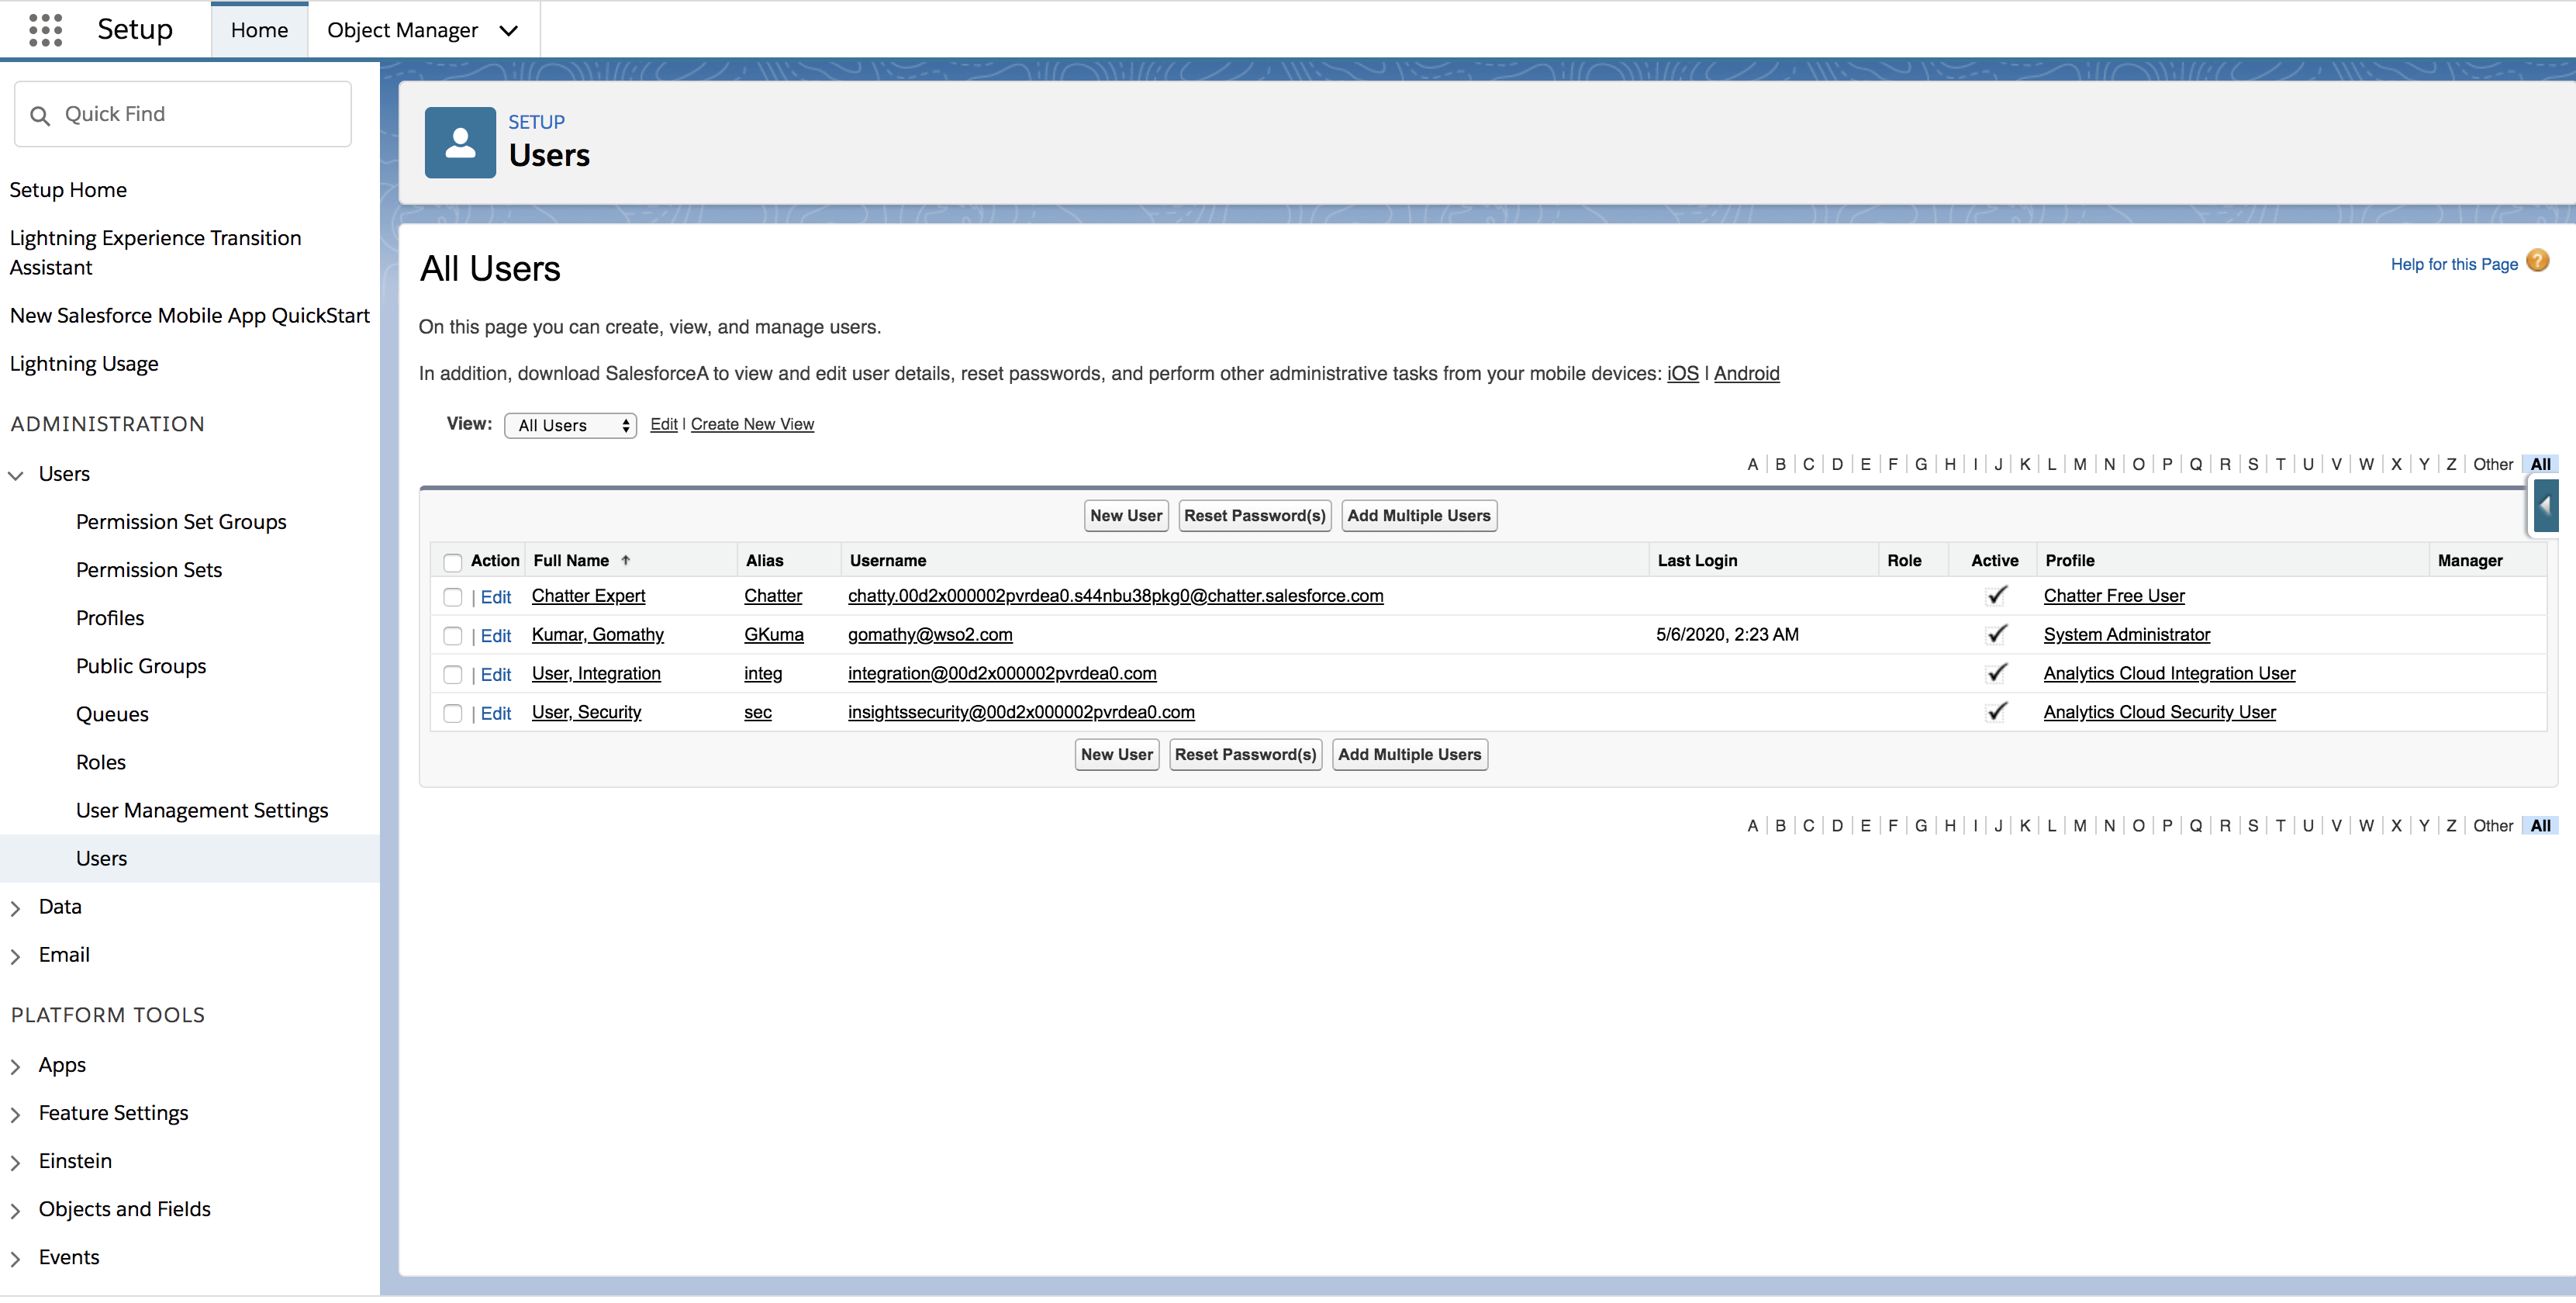 Setup Home Object Manager
Quick Find
Setup Home
Lightning Experience Transition
Assistant
New Salesforce Mobile App QuickStart
Lightning Usage
ADMINISTRATION
Users
Permission Set Groups
Permission Sets
Profiles
Public Groups
Queues
Roles
User Management Settings
Users
Data
Email
PLATFORM TOOLS
Apps
Feature Settings
Einstein
Objects and Fields
Events
SETUP
Users
All Users
Help for this Page ?
On this page you can create, view, and manage users.
In addition, download SalesforceA to view and edit user details, reset passwords, and perform other administrative tasks from your mobile devices: iOS | Android
View: All Users Edit | Create New View
A | B | C | D | E | F | G | H | I | J | K | L | M | N | O | P | Q | R | S | T | U | V | W | X | Y | Z | Other | All
New User Reset Password(s) Add Multiple Users
Action Full Name ↑ Alias Username Last Login Role Active Profile Manager
| Edit Chatter Expert Chatter chatty.00d2x000002pvrdea0.s44nbu38pkg0@chatter.salesforce.com ✓ Chatter Free User
| Edit Kumar, Gomathy GKuma gomathy@wso2.com 5/6/2020, 2:23 AM ✓ System Administrator
| Edit User, Integration integ integration@00d2x000002pvrdea0.com ✓ Analytics Cloud Integration User
| Edit User, Security sec insightssecurity@00d2x000002pvrdea0.com ✓ Analytics Cloud Security User
New User Reset Password(s) Add Multiple Users
A | B | C | D | E | F | G | H | I | J | K | L | M | N | O | P | Q | R | S | T | U | V | W | X | Y | Z | Other | All